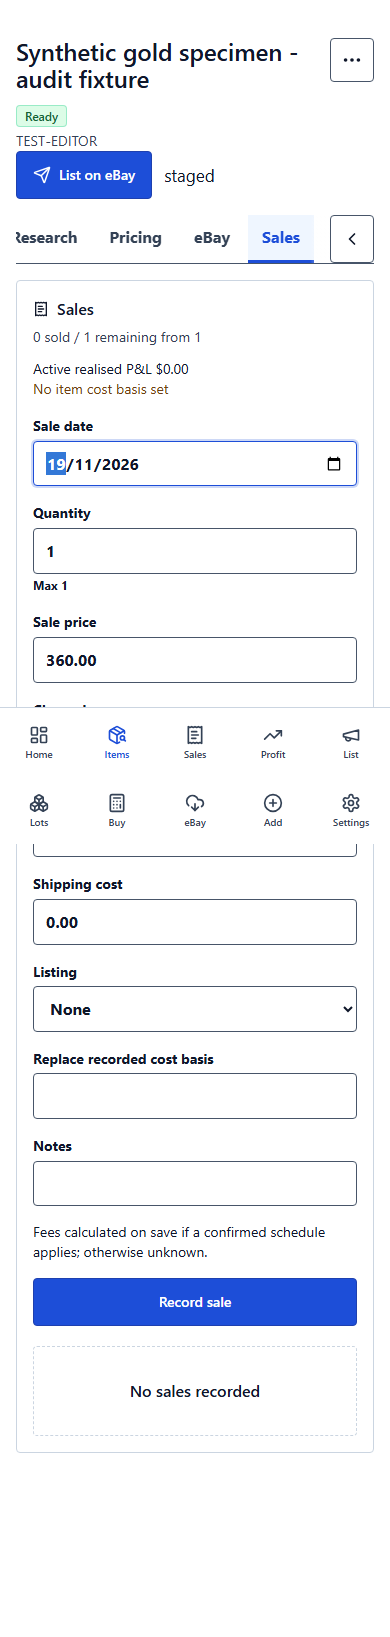 Synthetic gold specimen -
audit fixture
Ready
TEST-EDITOR
List on eBay
staged
Research
Pricing
eBay
Sales
Sales
0 sold / 1 remaining from 1
Active realised P&L $0.00
No item cost basis set
Sale date
19/11/2026
Quantity
1
Max 1
Sale price
360.00
Home
Items
Sales
Profit
List
Lots
Buy
eBay
Add
Settings
Shipping cost
0.00
Listing
None
Replace recorded cost basis
Notes
Fees calculated on save if a confirmed schedule
applies; otherwise unknown.
Record sale
No sales recorded